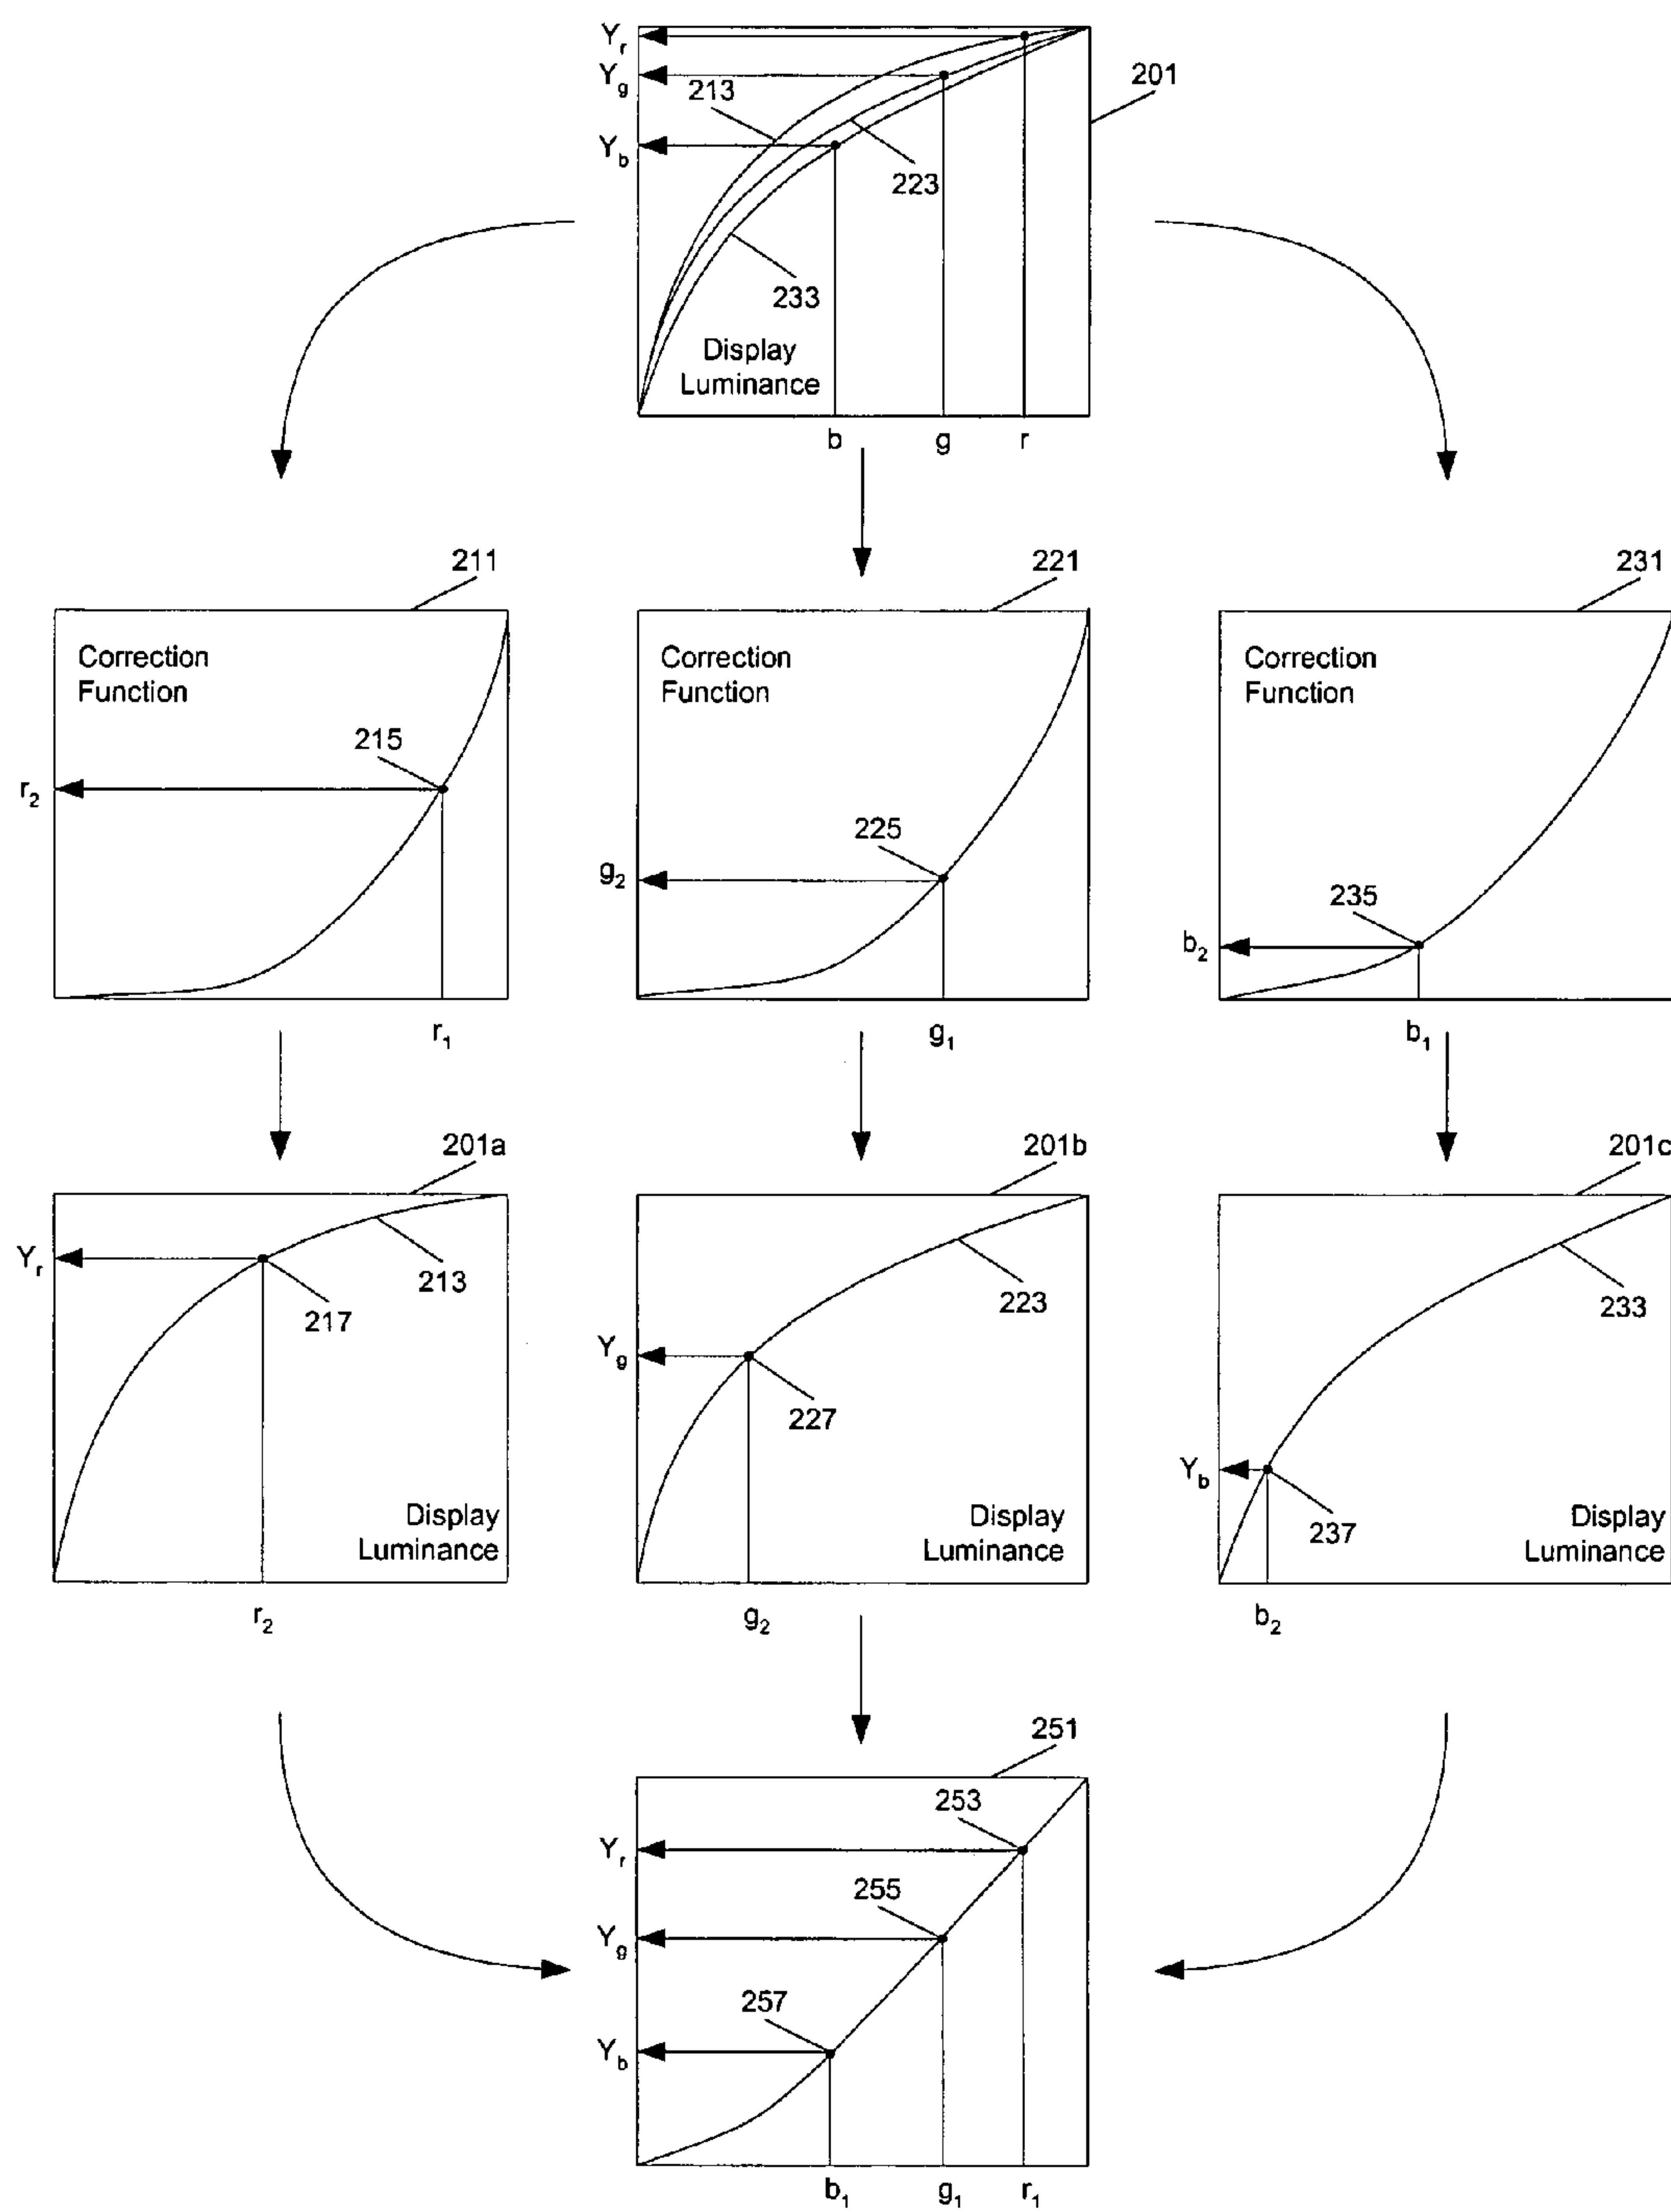 Yr
Yg
213
201
Yb
223
233
Display
Luminance
b g r
211
221
231
Correction
Function
Correction
Function
Correction
Function
215
r2
225
g2
235
b2
r1
g1
b1
201a
201b
201c
Yr
213
217
223
Yg
227
233
Yb
237
Display
Luminance
Display
Luminance
Display
Luminance
r2
g2
b2
251
253
Yr
255
Yg
257
Yb
b1 g1 r1